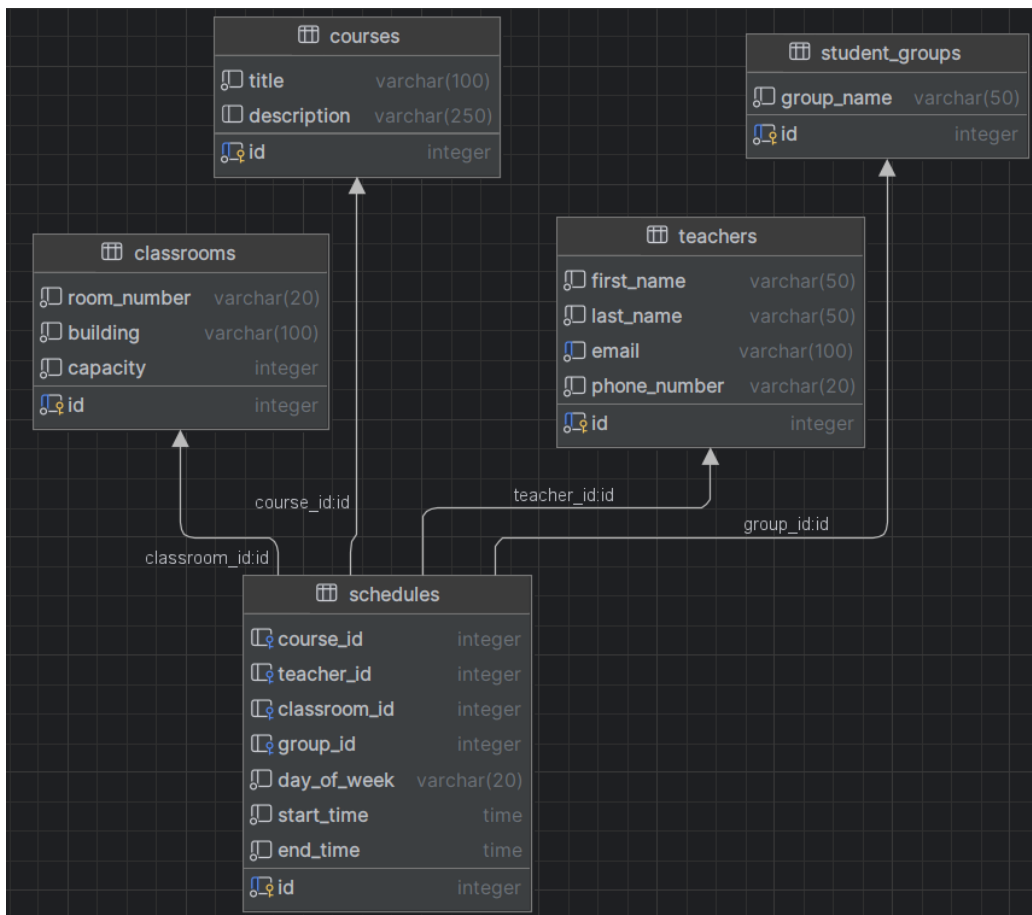 courses
title varchar(100)
description varchar(250)
id integer
student_groups
group_name varchar(50)
id integer
classrooms
room_number varchar(20)
building varchar(100)
capacity integer
id integer
teachers
first_name varchar(50)
last_name varchar(50)
email varchar(100)
phone_number varchar(20)
id integer
course_id:id
teacher_id:id
group_id:id
classroom_id:id
schedules
course_id integer
teacher_id integer
classroom_id integer
group_id integer
day_of_week varchar(20)
start_time time
end_time time
id integer